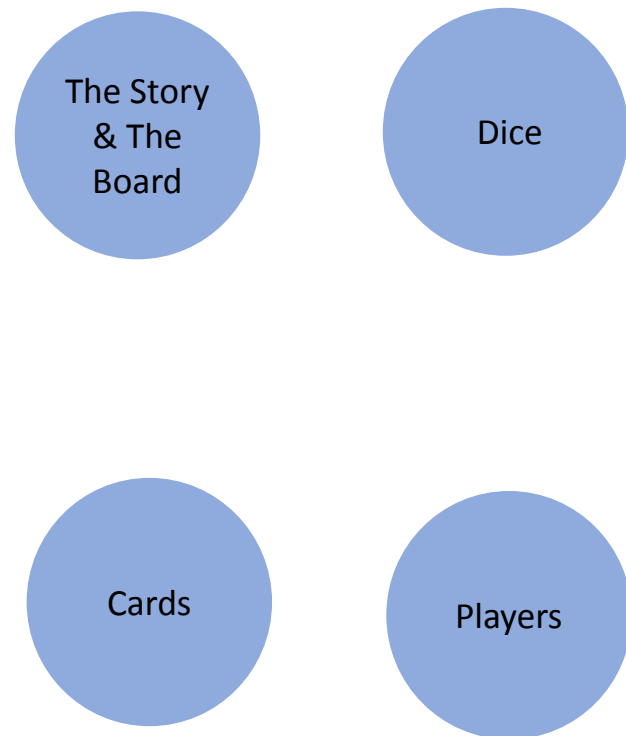 The Story
& The
Board
Dice
Cards
Players